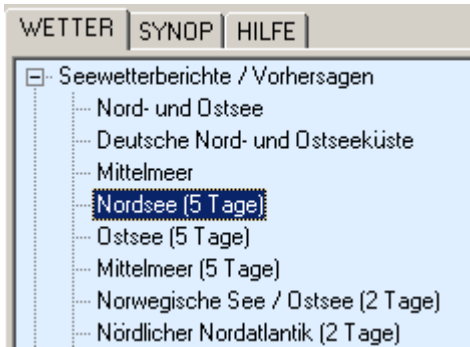 WETTER SYNOP HILFE
Seewetterberichte / Vorhersagen
Nord- und Ostsee
Deutsche Nord- und Ostseeküste
Mittelmeer
Nordsee (5 Tage)
Ostsee (5 Tage)
Mittelmeer (5 Tage)
Norwegische See / Ostsee (2 Tage)
Nördlicher Nordatlantik (2 Tage)